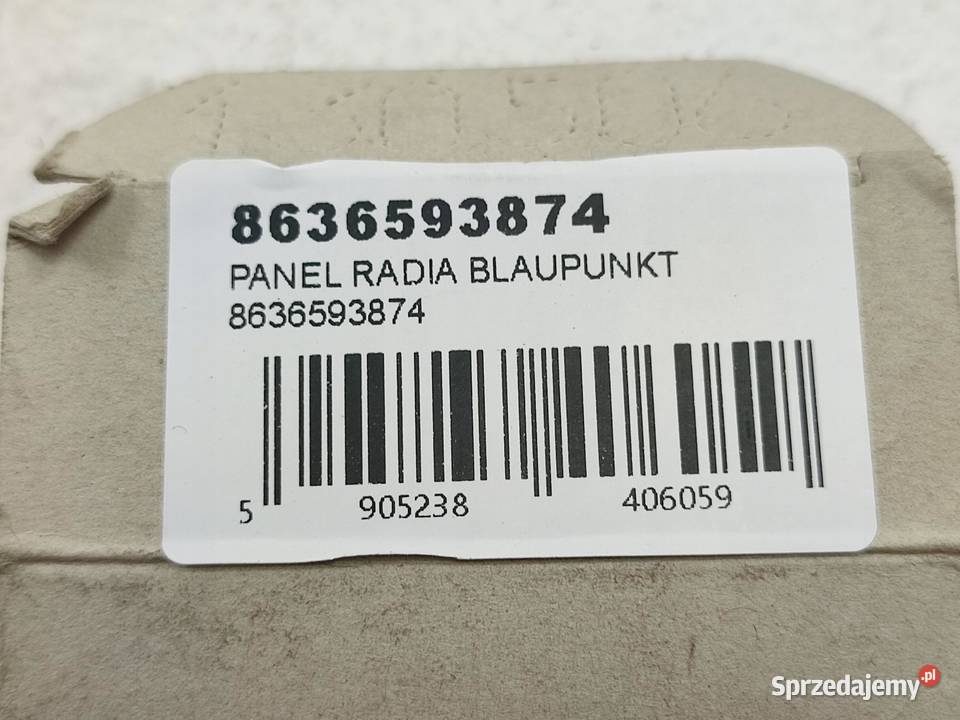 8636593874
PANEL RADIA BLAUPUNKT
8636593874
5 905238 406059
Sprzedajemy.pl